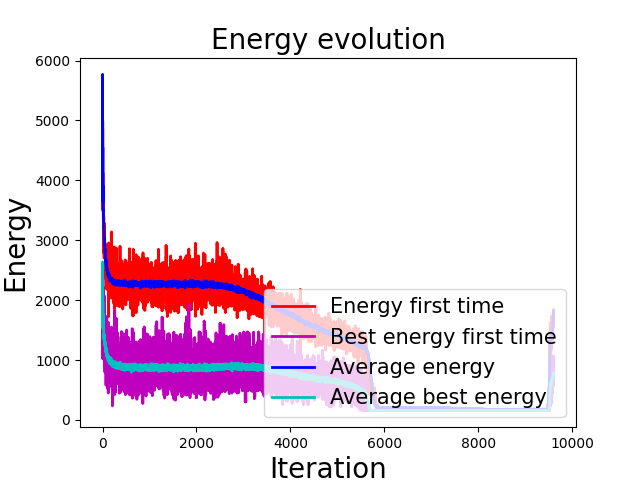 Energy evolution
6000
5000
4000
3000
2000
1000
0
Energy
Energy first time
Best energy first time
Average energy
Average best energy
0
2000
4000
6000
8000
10000
Iteration